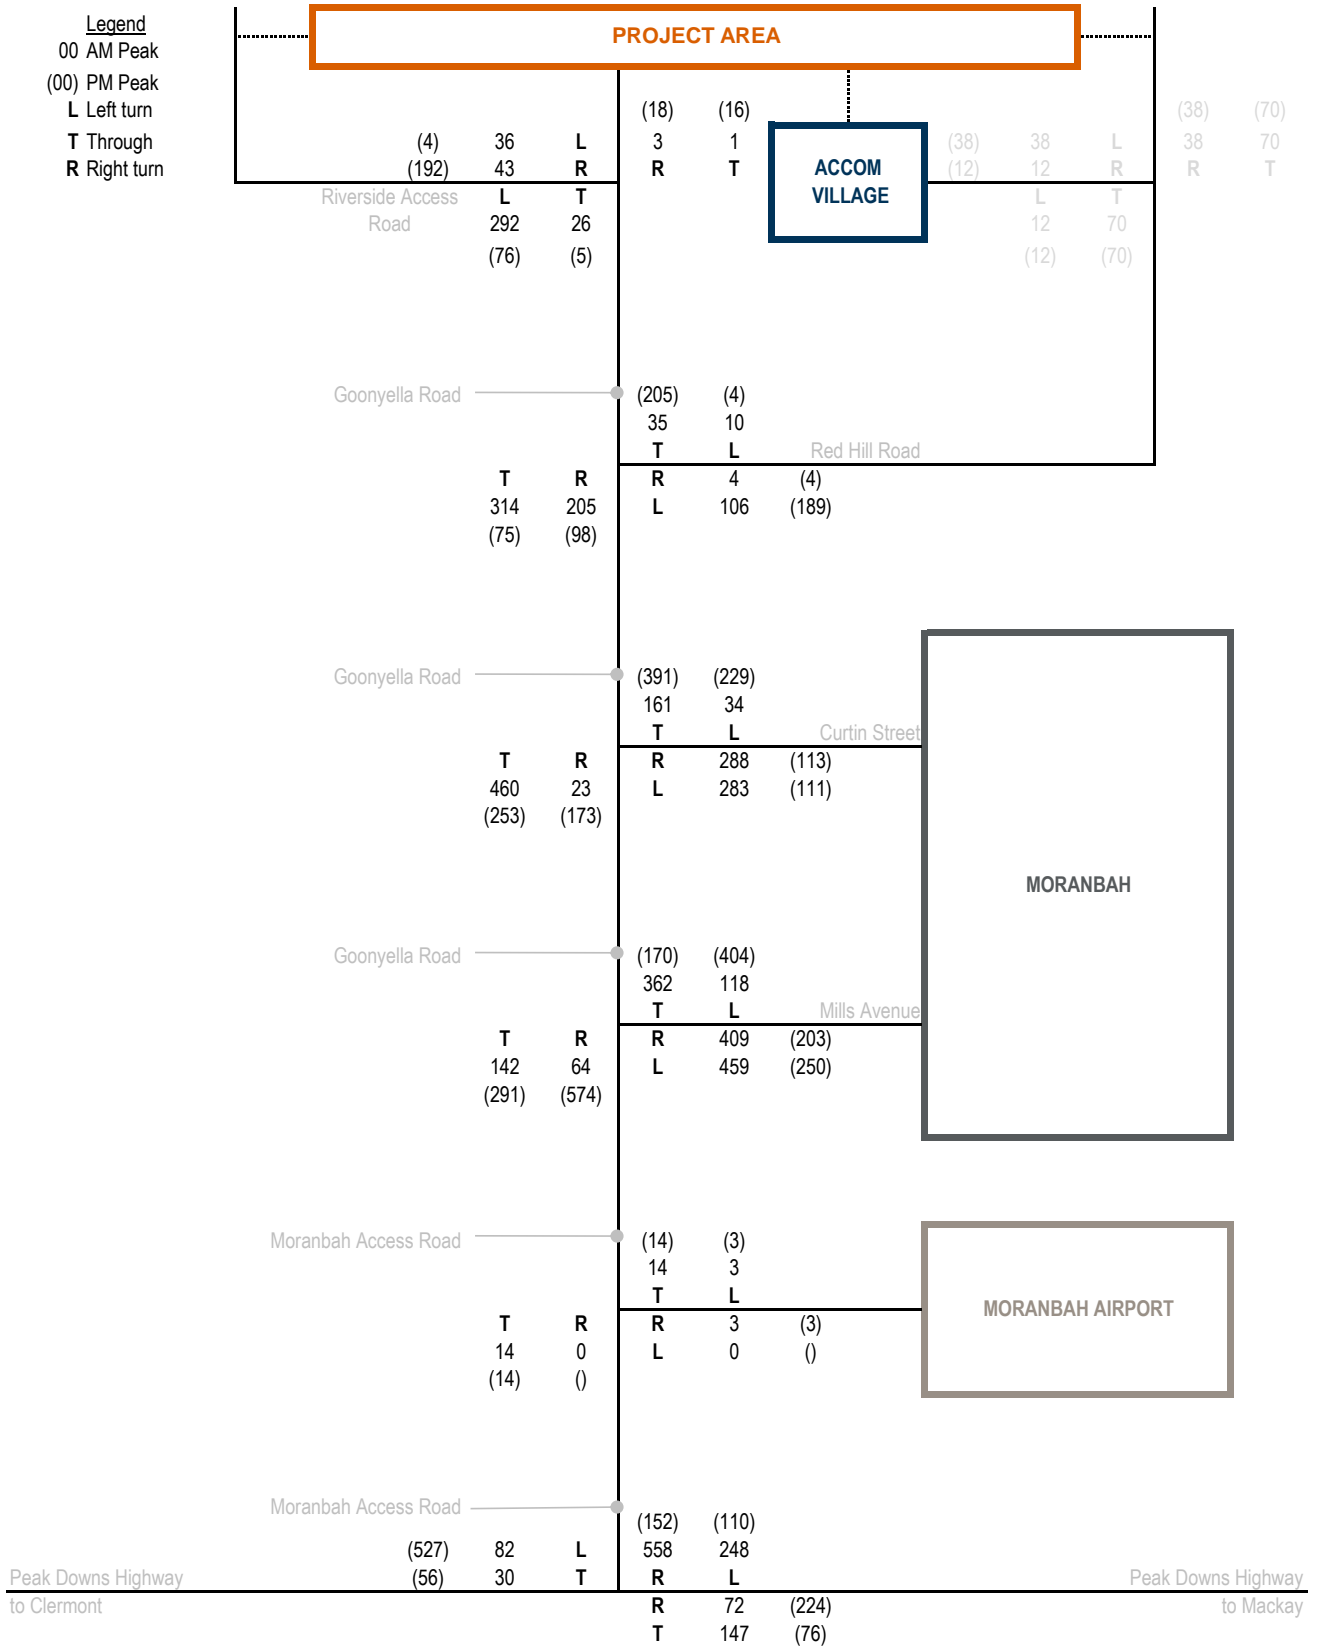 Legend
00 AM Peak
(00) PM Peak
L Left turn
T Through
R Right turn
PROJECT AREA
(18) (16) (38) (70)
(4) 36 L 3 1 (38) 38 L 38 70
(192) 43 R R T (12) 12 R R T
ACCOM
VILLAGE
Riverside Access L T L T
Road 292 26 12 70
(76) (5) (12) (70)
Goonyella Road (205) (4)
35 10
T L Red Hill Road
T R R 4 (4)
314 205 L 106 (189)
(75) (98)
Goonyella Road (391) (229)
161 34
T L Curtin Street
T R R 288 (113)
460 23 L 283 (111)
(253) (173)
MORANBAH
Goonyella Road (170) (404)
362 118
T L Mills Avenue
T R R 409 (203)
142 64 L 459 (250)
(291) (574)
Moranbah Access Road (14) (3)
14 3
T L
MORANBAH AIRPORT
T R R 3 (3)
14 0 L 0 ()
(14) ()
Moranbah Access Road (152) (110)
(527) 82 L 558 248
Peak Downs Highway (56) 30 T R L Peak Downs Highway
to Clermont R 72 (224) to Mackay
T 147 (76)